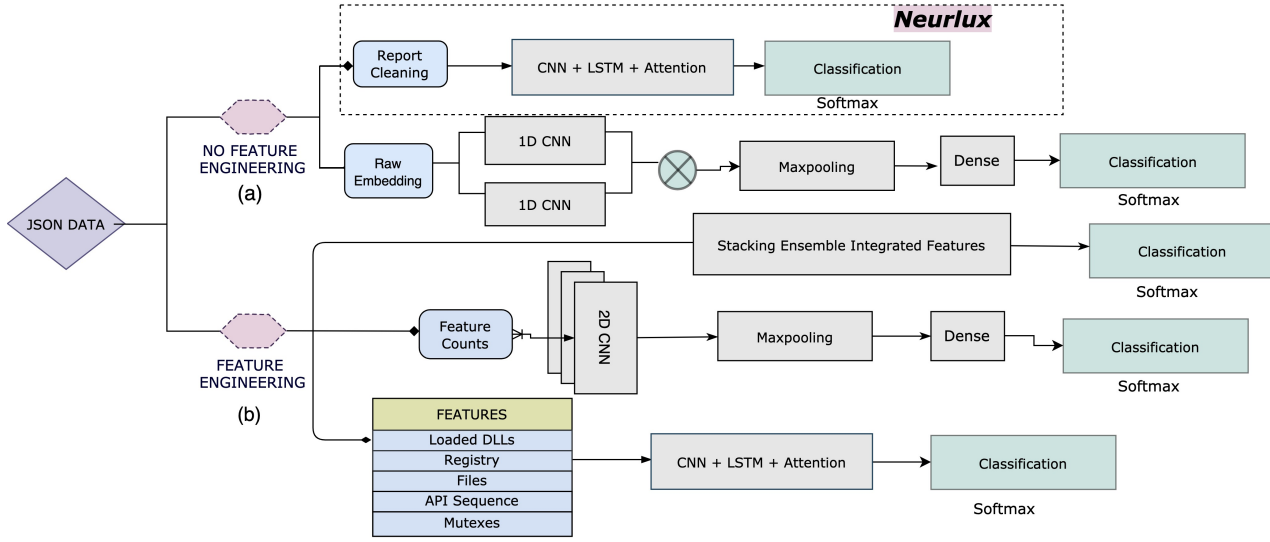 Neurlux
Report
Cleaning
CNN + LSTM + Attention
Classification
Softmax
NO FEATURE
ENGINEERING
(a)
Raw
Embedding
1D CNN
1D CNN
Maxpooling
Dense
Classification
Softmax
JSON DATA
Stacking Ensemble Integrated Features
Classification
Softmax
FEATURE
ENGINEERING
(b)
Feature
Counts
2D CNN
Maxpooling
Dense
Classification
Softmax
FEATURES
Loaded DLLs
Registry
Files
API Sequence
Mutexes
CNN + LSTM + Attention
Classification
Softmax